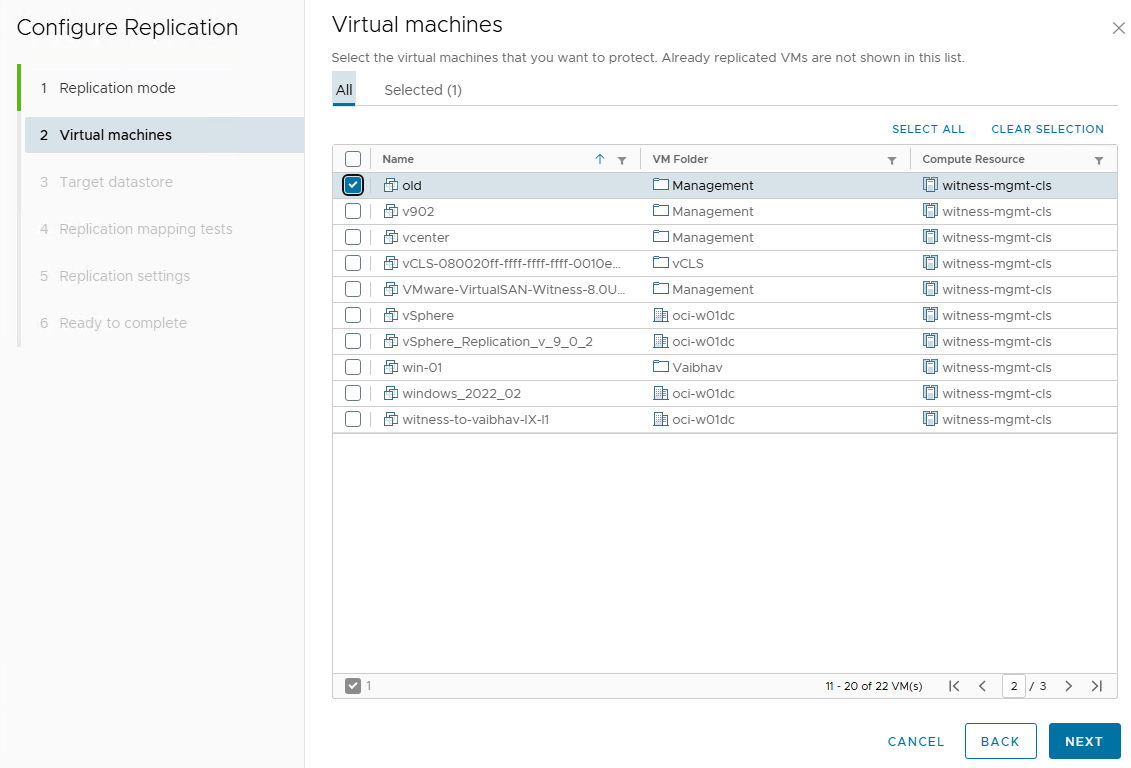 Configure Replication
1 Replication mode
2 Virtual machines
3 Target datastore
4 Replication mapping tests
5 Replication settings
6 Ready to complete
Virtual machines
Select the virtual machines that you want to protect. Already replicated VMs are not shown in this list.
All Selected (1)
SELECT ALL CLEAR SELECTION
Name VM Folder Compute Resource
old Management witness-mgmt-cls
v902 Management witness-mgmt-cls
vcenter Management witness-mgmt-cls
vCLS-080020ff-ffff-ffff-ffff-0010e... vCLS witness-mgmt-cls
VMware-VirtualSAN-Witness-8.0U... Management witness-mgmt-cls
vSphere oci-w01dc witness-mgmt-cls
vSphere_Replication_v_9_0_2 oci-w01dc witness-mgmt-cls
win-01 Vaibhav witness-mgmt-cls
windows_2022_02 oci-w01dc witness-mgmt-cls
witness-to-vaibhav-IX-I1 oci-w01dc witness-mgmt-cls
1 11 - 20 of 22 VM(s) 2 / 3
CANCEL BACK NEXT